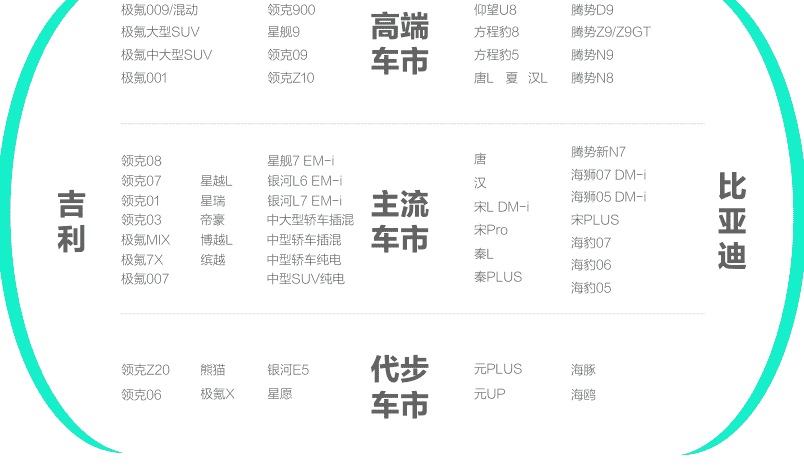 极氪009/混动 领克900 仰望U8 腾势D9
极氪大型SUV 星舰9 方程豹8 腾势Z9/Z9GT
极氪中大型SUV 领克09 方程豹5 腾势N9
极氪001 领克Z10 唐L 夏 汉L 腾势N8
高端
车市
吉
利
领克08 星舰7 EM-i
领克07 星越L 银河L6 EM-i
领克01 星瑞 银河L7 EM-i
领克03 帝豪 中大型轿车插混
极氪MIX 博越L 中型轿车插混
极氪7X 缤越 中型轿车纯电
极氪007 中型SUV纯电
主流
车市
唐
汉
宋L DM-i
宋Pro
秦L
秦PLUS
腾势新N7
海狮07 DM-i
海狮05 DM-i
宋PLUS
海豹07
海豹06
海豹05
比
亚
迪
领克Z20 熊猫 银河E5
领克06 极氪X 星愿
代步
车市
元PLUS 海豚
元UP 海鸥